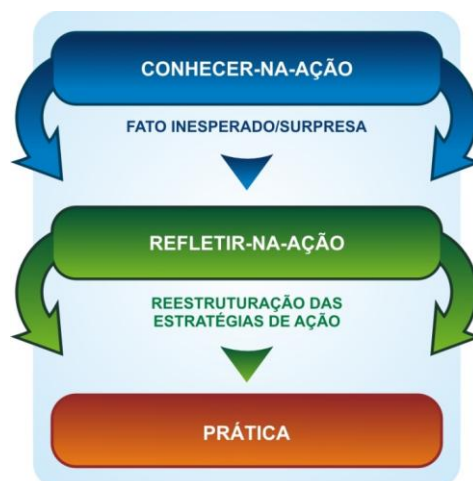 CONHECER-NA-AÇÃO
FATO INESPERADO/SURPRESA
REFLETIR-NA-AÇÃO
REESTRUTURAÇÃO DAS
ESTRATÉGIAS DE AÇÃO
PRÁTICA